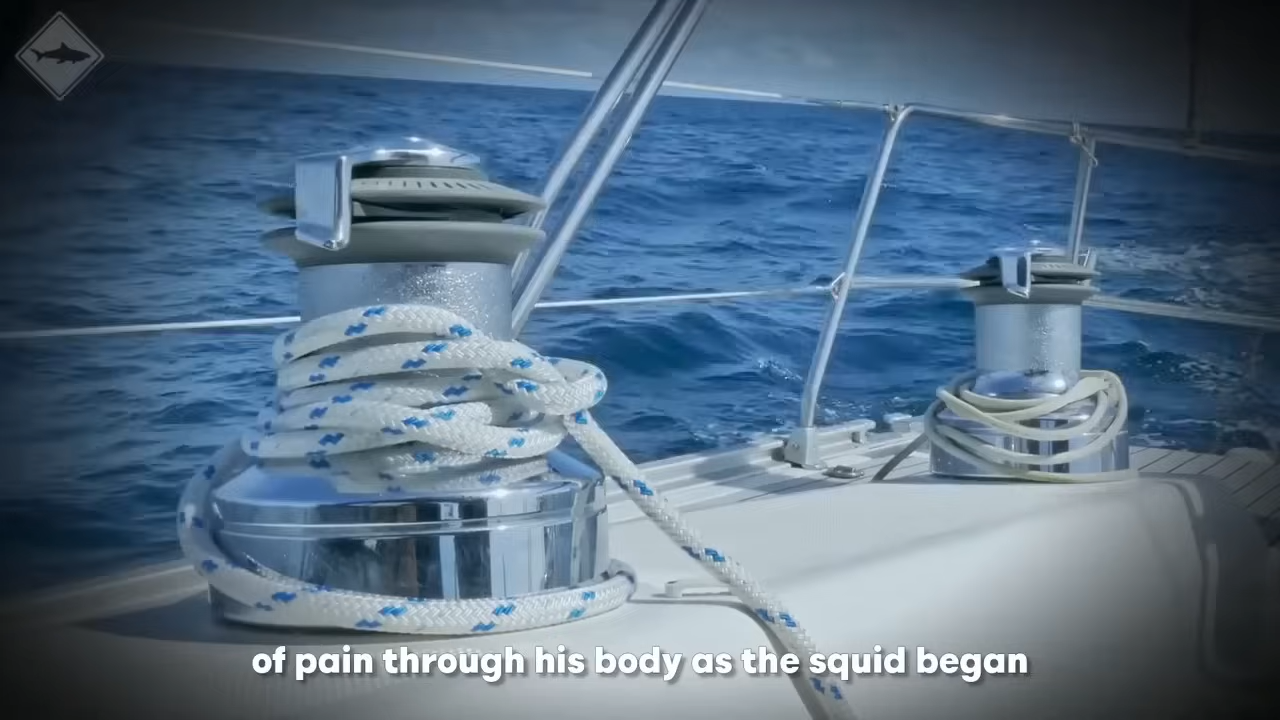 of pain through his body as the squid began